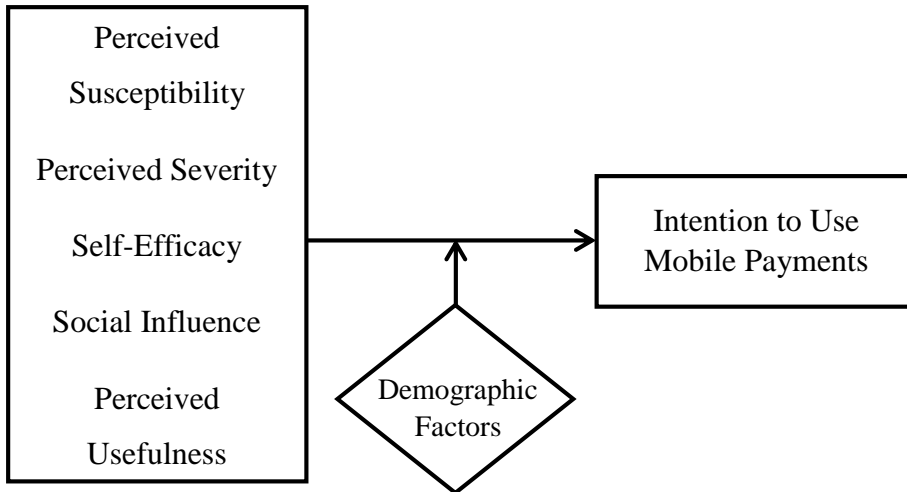 Perceived
Susceptibility
Perceived Severity
Self-Efficacy
Social Influence
Perceived
Usefulness
Intention to Use
Mobile Payments
Demographic
Factors